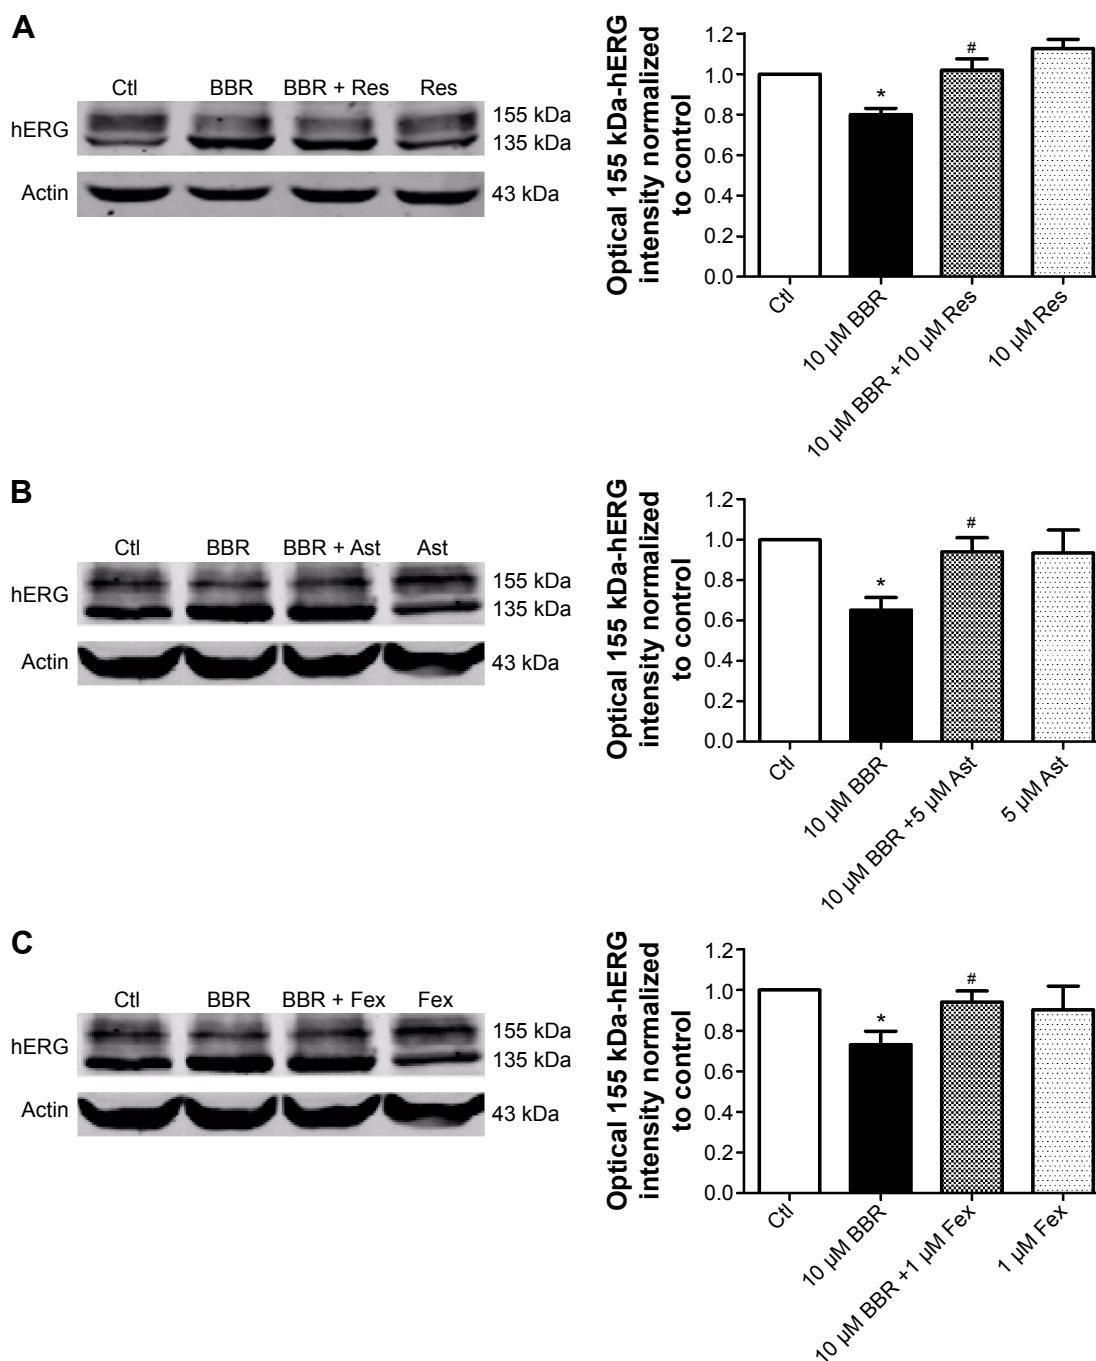 A
Ctl BBR BBR + Res Res
hERG
155 kDa
135 kDa
Actin
43 kDa
Optical 155 kDa-hERG
intensity normalized
to control
1.2
1.0
0.8
0.6
0.4
0.2
0.0
*
#
Ctl
10 µM BBR
10 µM BBR +10 µM Res
10 µM Res
B
Ctl BBR BBR + Ast Ast
hERG
155 kDa
135 kDa
Actin
43 kDa
Optical 155 kDa-hERG
intensity normalized
to control
1.2
1.0
0.8
0.6
0.4
0.2
0.0
*
#
Ctl
10 µM BBR
10 µM BBR +5 µM Ast
5 µM Ast
C
Ctl BBR BBR + Fex Fex
hERG
155 kDa
135 kDa
Actin
43 kDa
Optical 155 kDa-hERG
intensity normalized
to control
1.2
1.0
0.8
0.6
0.4
0.2
0.0
*
#
Ctl
10 µM BBR
10 µM BBR +1 µM Fex
1 µM Fex